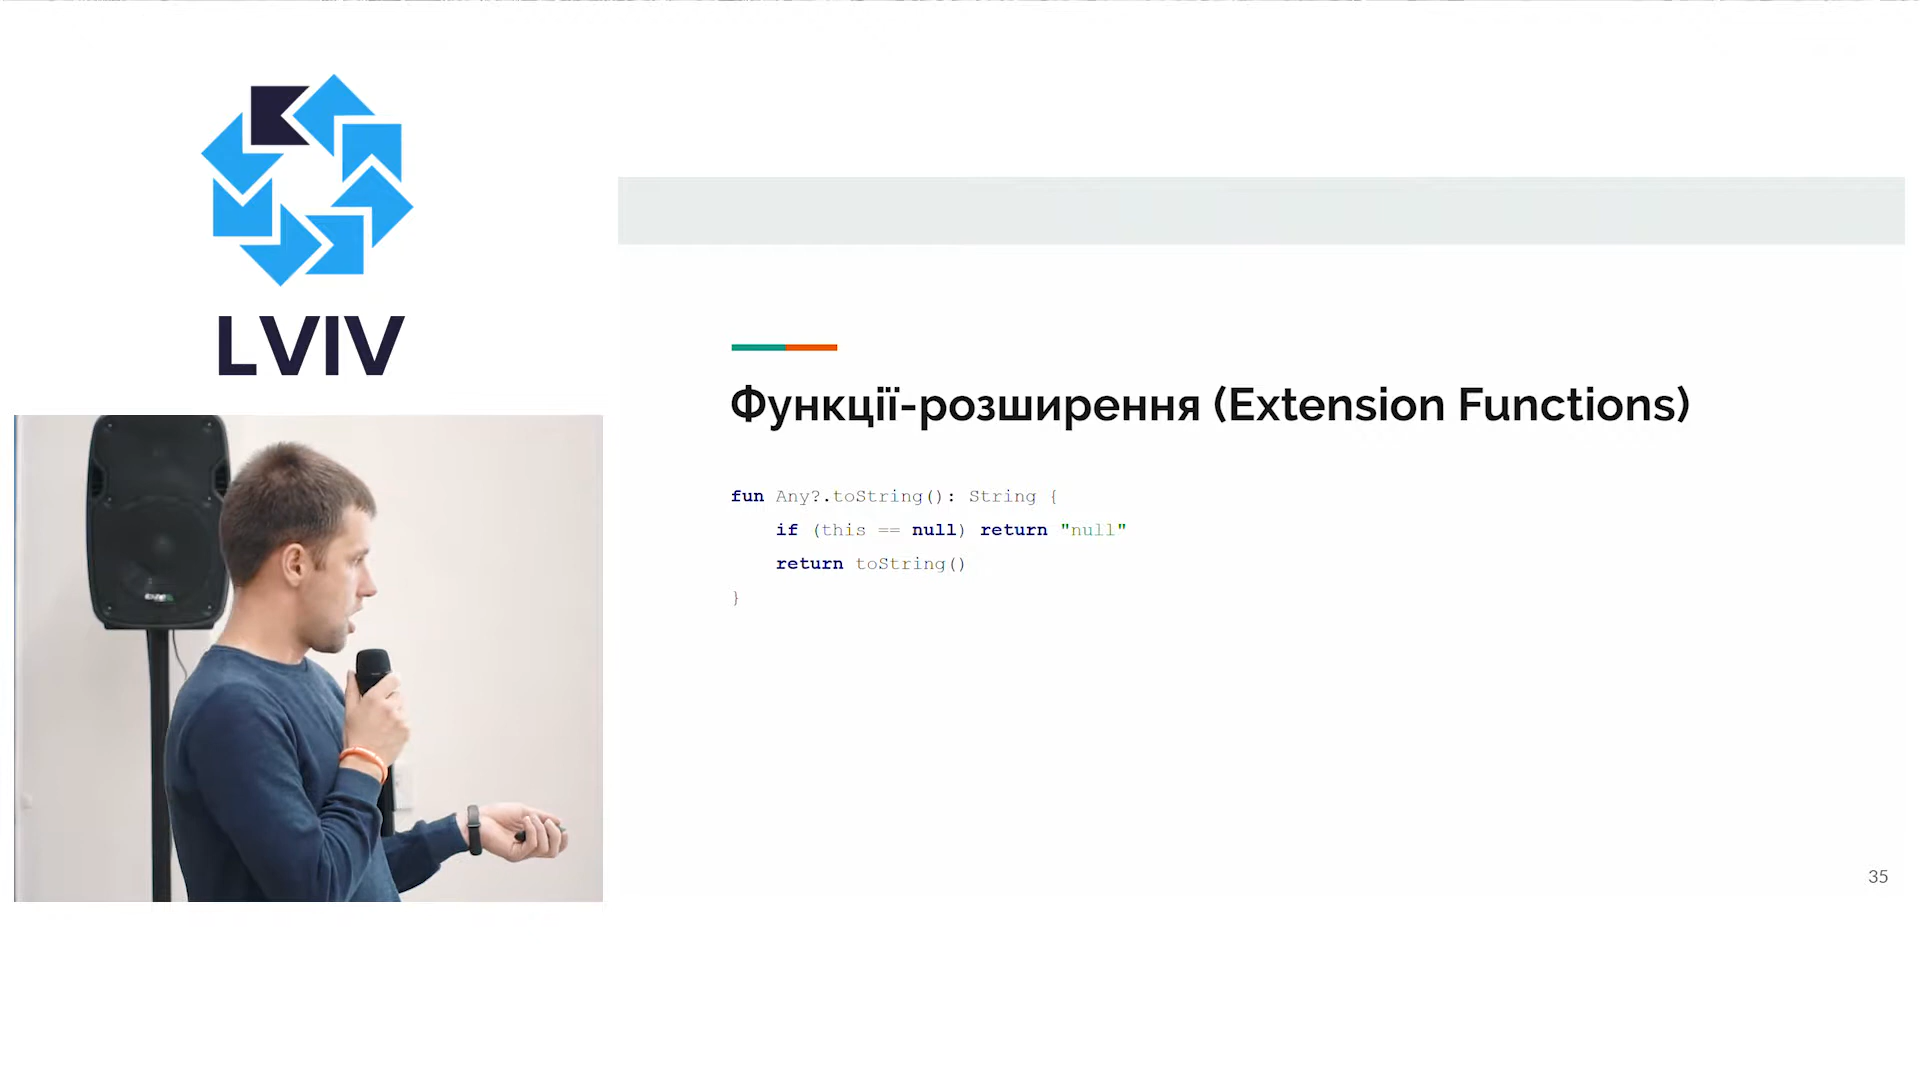 LVIV
Функції-розширення (Extension Functions)
fun Any?.toString(): String {
    if (this == null) return "null"
    return toString()
}
35